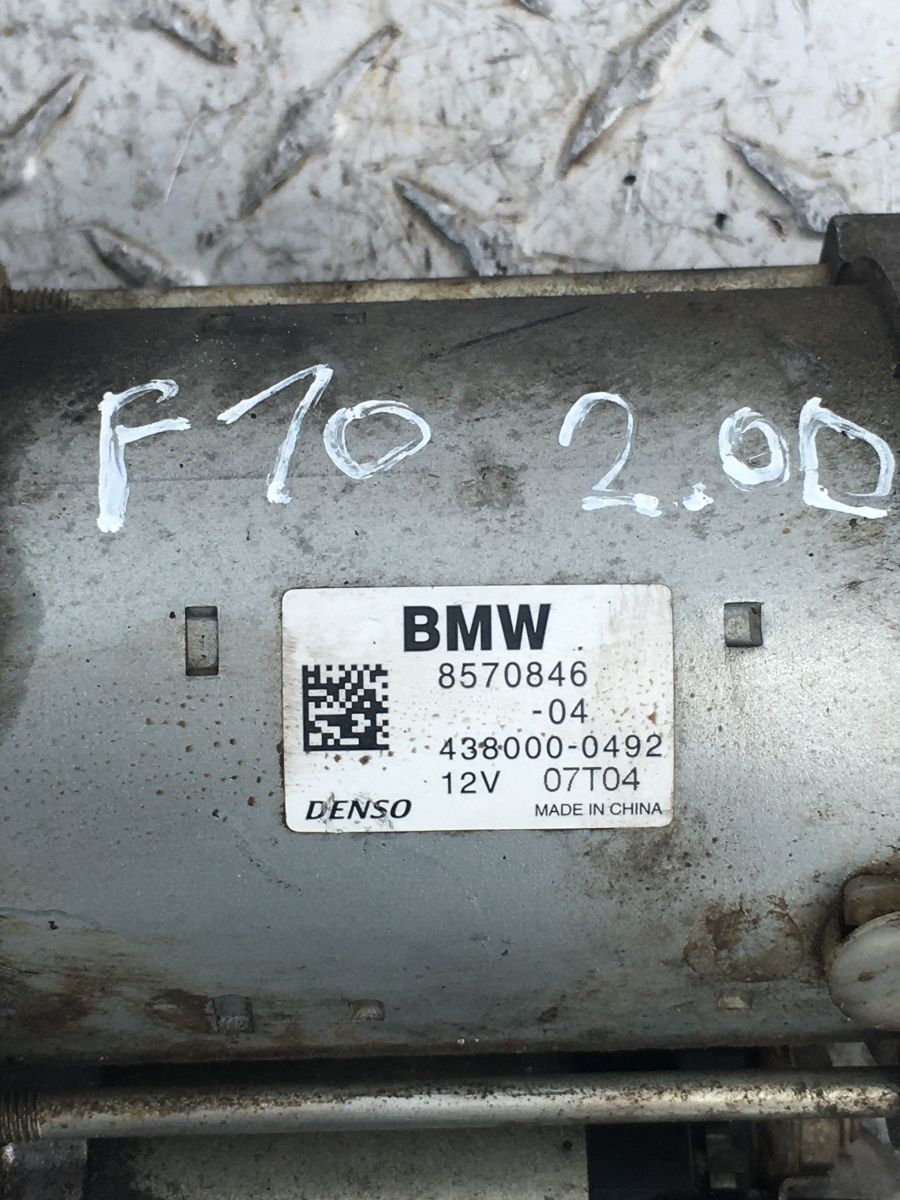 F10 2.0D
BMW
8570846
-04
438000-0492
12V 07T04
DENSO MADE IN CHINA